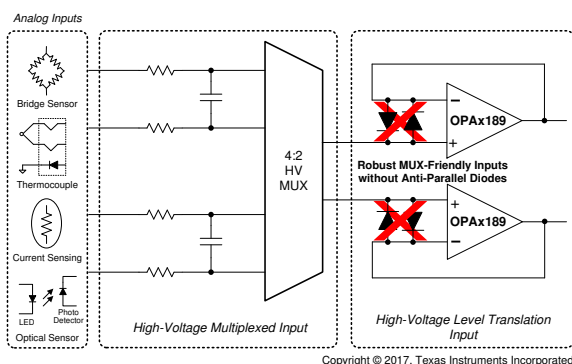 Analog Inputs
Bridge Sensor
Thermocouple
Current Sensing
LED
Photo
Detector
Optical Sensor
4:2
HV
MUX
High-Voltage Multiplexed Input
−
OPAx189
+
Robust MUX-Friendly Inputs
without Anti-Parallel Diodes
+
OPAx189
−
High-Voltage Level Translation
Input
Copyright © 2017, Texas Instruments Incorporated